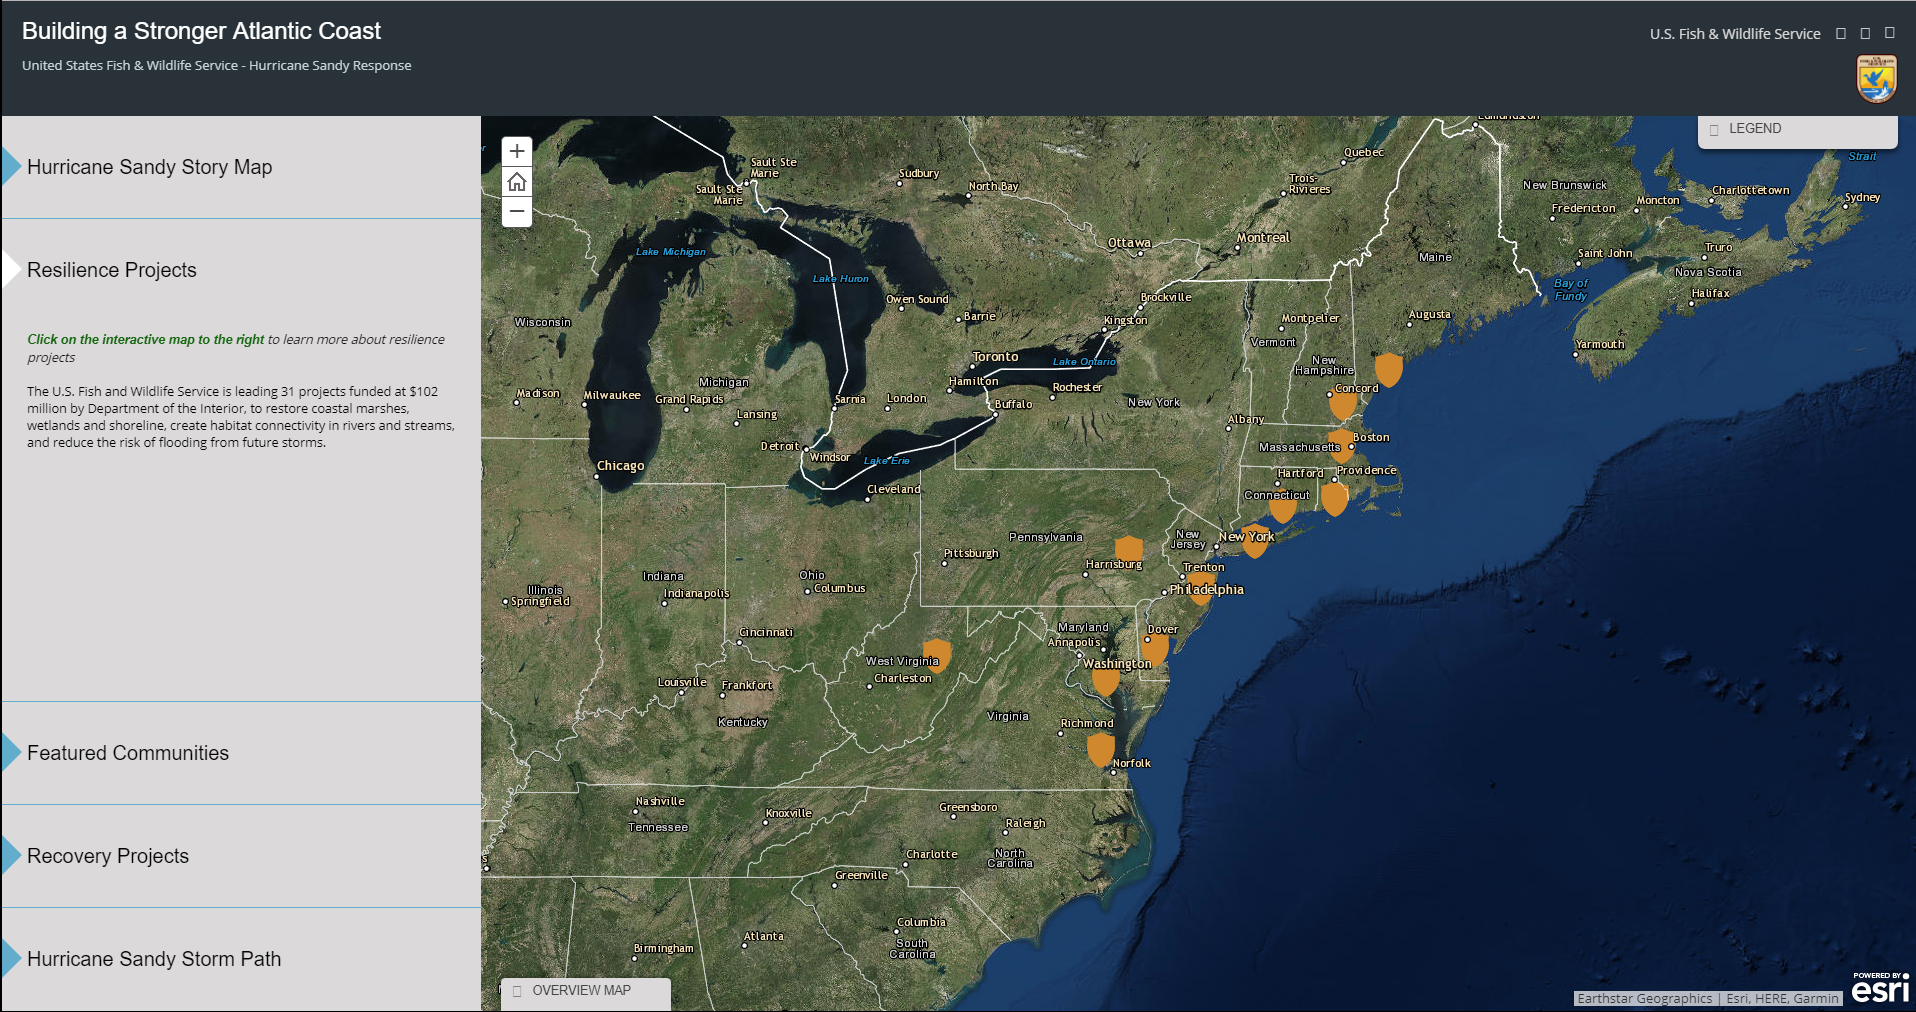 Building a Stronger Atlantic Coast
United States Fish & Wildlife Service - Hurricane Sandy Response
U.S. Fish & Wildlife Service
Hurricane Sandy Story Map
Resilience Projects
Click on the interactive map to the right to learn more about resilience
projects
The U.S. Fish and Wildlife Service is leading 31 projects funded at $102
million by Department of the Interior, to restore coastal marshes,
wetlands and shoreline, create habitat connectivity in rivers and streams,
and reduce the risk of flooding from future storms.
Featured Communities
Recovery Projects
Hurricane Sandy Storm Path
+
−
LEGEND
Edmundston
Quebec
Strait
Sault Ste
Marie
Sault Ste
Marie
Sudbury
North Bay
Trois-
Rivieres
New Brunswick
Charlottetown
Moncton
Sydney
Fredericton
Ottawa
Montreal
Lake Michigan
Lake Huron
Maine
Saint John
Truro
Nova Scotia
Bay of
Fundy
Halifax
Owen Sound
Brockville
Barrie
Kingston
Montpelier
Augusta
Wisconsin
Vermont
Yarmouth
Toronto
Lake Ontario
New
Hampshire
Michigan
Hamilton
Rochester
Concord
Madison
Milwaukee
Grand Rapids
Sarnia
London
Buffalo
New York
Lansing
Albany
Detroit
Windsor
Lake Erie
Massachusetts
Boston
Chicago
Hartford
Providence
Cleveland
Connecticut
Pennsylvania
New
Jersey
New York
Pittsburgh
Harrisburg
Trenton
Indiana
Ohio
Columbus
Philadelphia
Illinois
Springfield
Indianapolis
Cincinnati
Maryland
Dover
Annapolis
West Virginia
Washington
Charleston
Louisville
Frankfort
Kentucky
Virginia
Richmond
Norfolk
Nashville
Tennessee
Knoxville
Greensboro
Raleigh
Charlotte
North
Carolina
Greenville
Columbia
South
Carolina
Birmingham
Atlanta
OVERVIEW MAP
Earthstar Geographics | Esri, HERE, Garmin
POWERED BY
esri